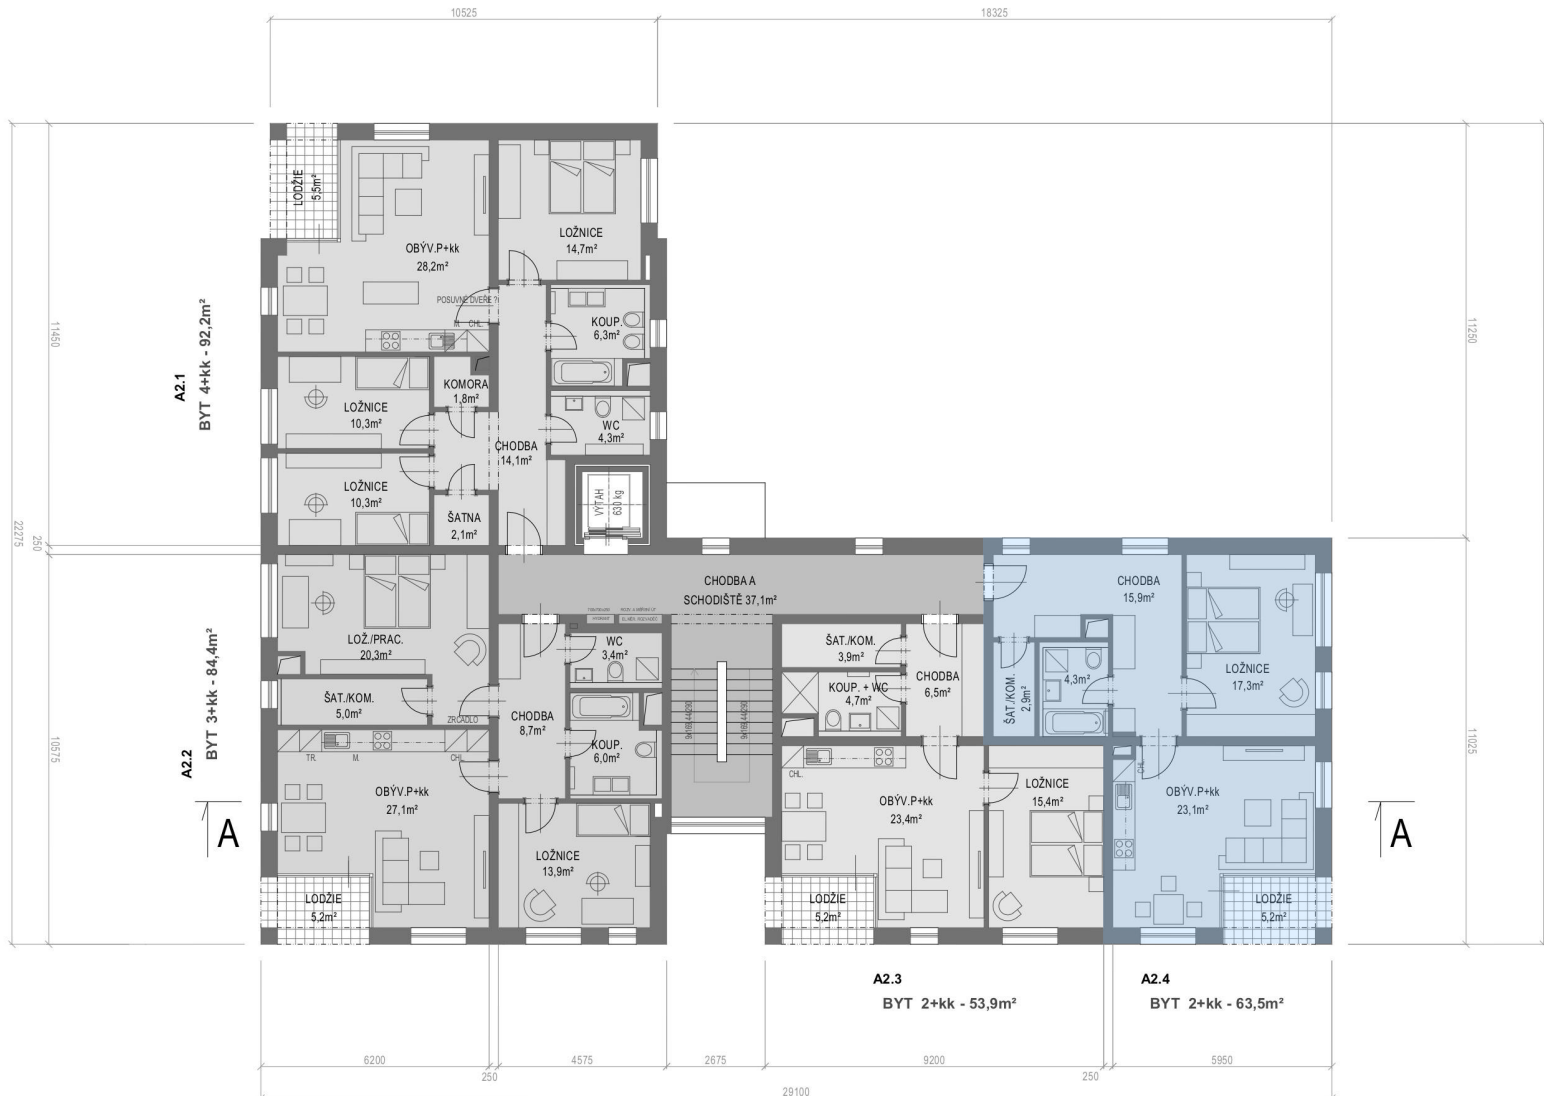 10525
18325
LODŽIE
5,5m²
OBÝV.P+kk
28,2m²
LOŽNICE
14,7m²
POSUVNÉ DVEŘE ?
M. CHL.
KOUP.
6,3m²
11450
A2.1
BYT 4+kk - 92,2m²
11250
KOMORA
1,8m²
LOŽNICE
10,3m²
WC
4,3m²
CHODBA
14,1m²
LOŽNICE
10,3m²
ŠATNA
2,1m²
VÝTAH
630 kg
22275
250
CHODBA A
SCHODIŠTĚ 37,1m²
CHODBA
15,9m²
LOŽ./PRAC.
20,3m²
WC
3,4m²
ŠAT./KOM.
3,9m²
CHODBA
6,5m²
KOUP. + WC
4,7m²
ŠAT./KOM.
2,9m²
4,3m²
LOŽNICE
17,3m²
ŠAT./KOM.
5,0m²
ZRCADLO
CHODBA
8,7m²
KOUP.
6,0m²
A2.2
BYT 3+kk - 84,4m²
10575
11025
TR.
M.
CHL.
OBÝV.P+kk
27,1m²
CHL.
OBÝV.P+kk
23,4m²
LOŽNICE
15,4m²
CHL.
OBÝV.P+kk
23,1m²
A
A
LOŽNICE
13,9m²
LODŽIE
5,2m²
LODŽIE
5,2m²
LODŽIE
5,2m²
A2.3
BYT 2+kk - 53,9m²
A2.4
BYT 2+kk - 63,5m²
6200
4575
2675
9200
5950
250
250
29100